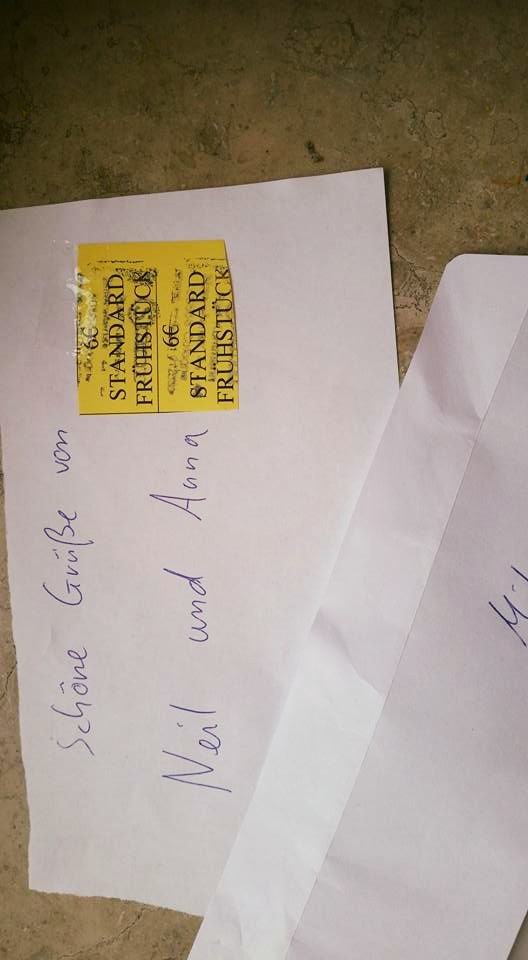 Schöne Grüße von
Neil und Anna
6€
STANDARD
FRÜHSTÜCK
6€
STANDARD
FRÜHSTÜCK